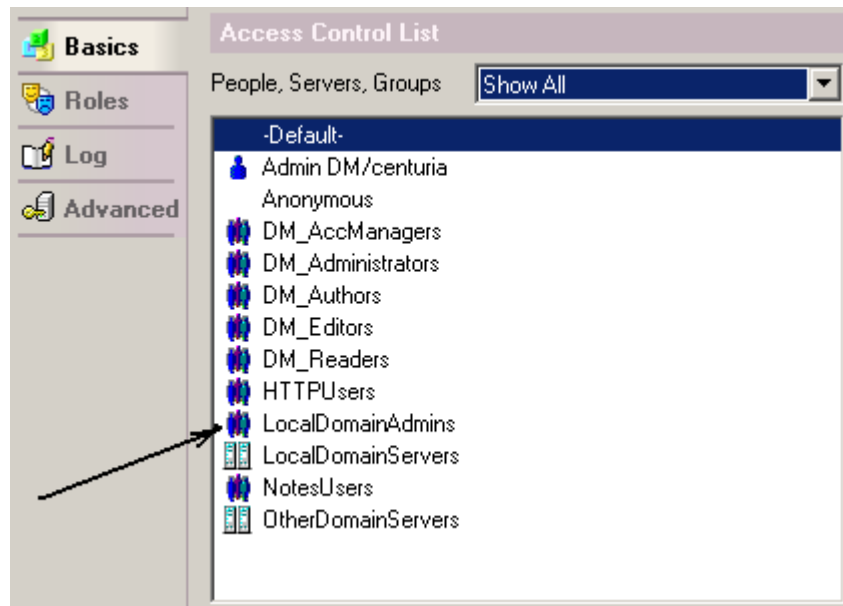 Basics
Roles
Log
Advanced
Access Control List
People, Servers, Groups Show All
-Default-
Admin DM/centuria
Anonymous
DM_AccManagers
DM_Administrators
DM_Authors
DM_Editors
DM_Readers
HTTPUsers
LocalDomainAdmins
LocalDomainServers
NotesUsers
OtherDomainServers